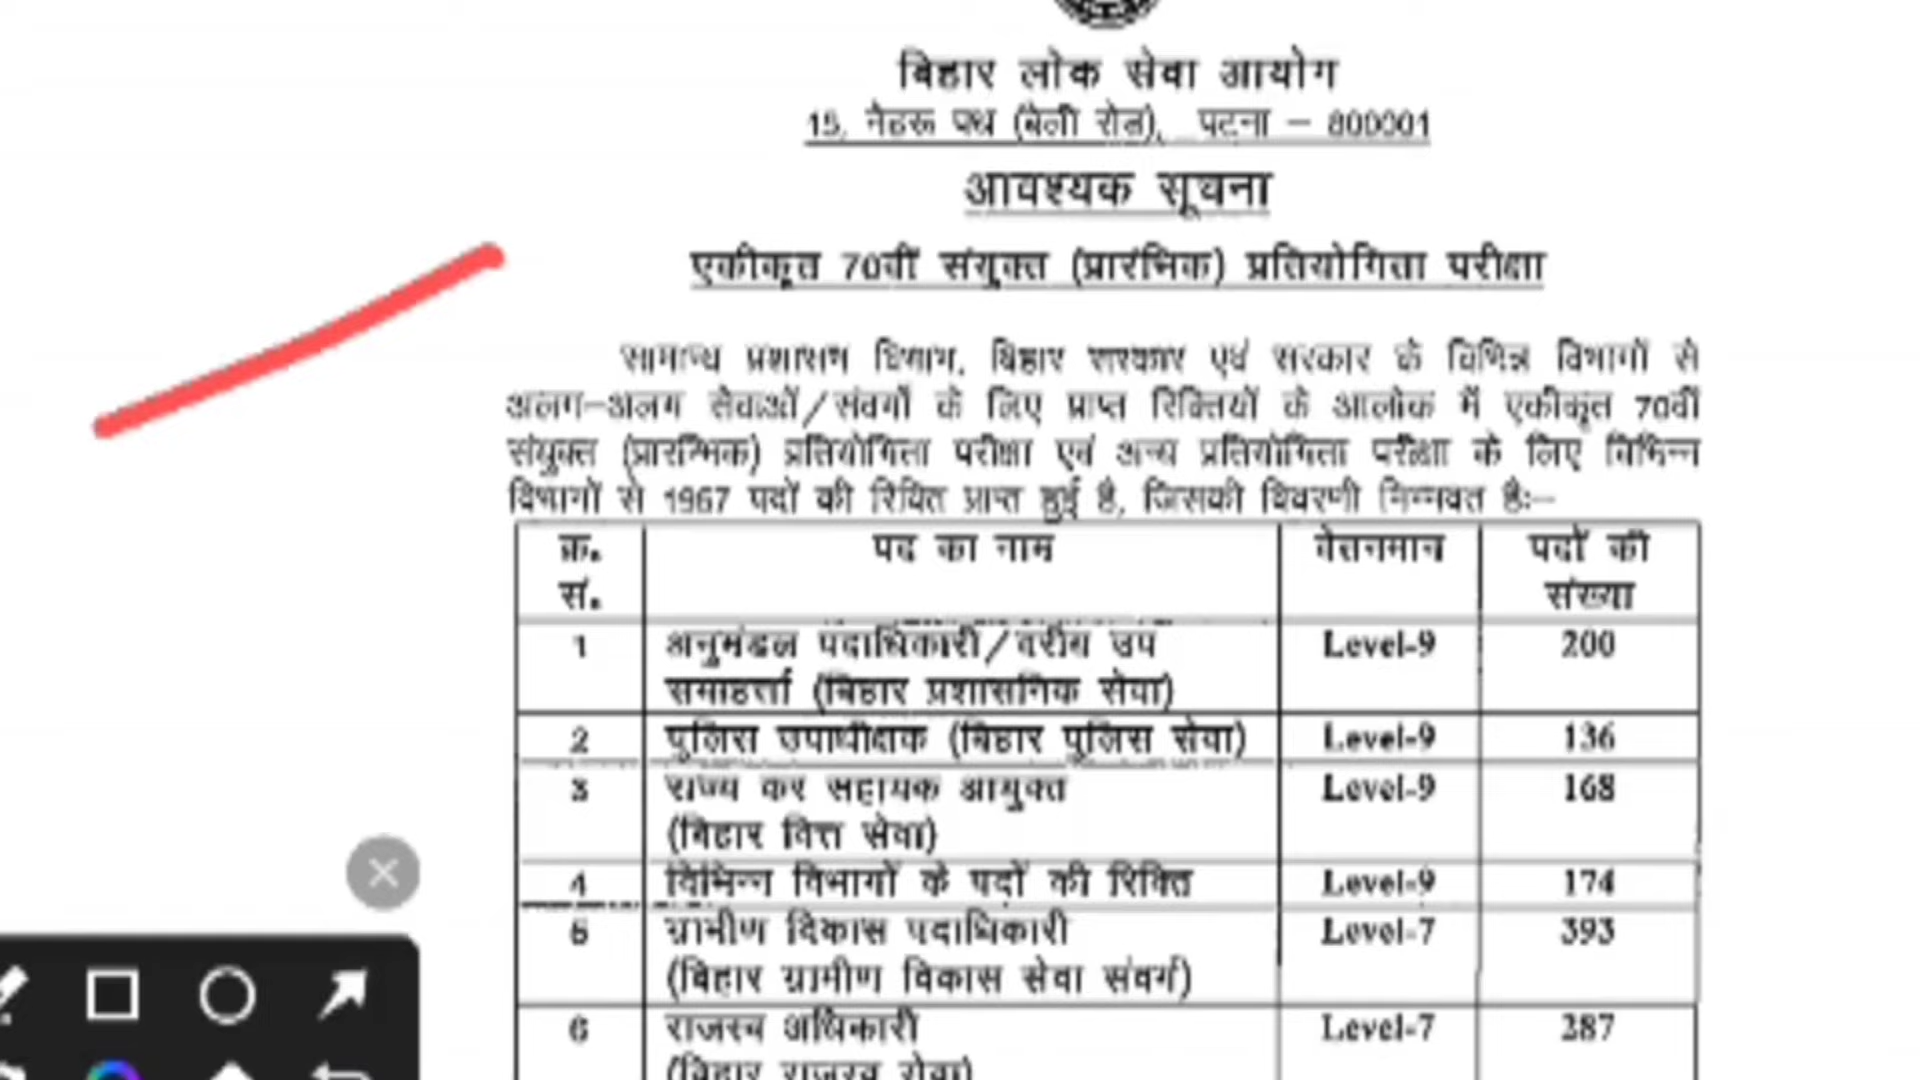 बिहार लोक सेवा आयोग
15, नेहरू पथ (बेली रोड), पटना – 800001
आवश्यक सूचना
एकीकृत 70वीं संयुक्त (प्रारंभिक) प्रतियोगिता परीक्षा
सामान्य प्रशासन विभाग, बिहार सरकार एवं सरकार के विभिन्न विभागों से
अलग–अलग सेवाओं/संवर्गो के लिए प्राप्त रिक्तियों के आलोक में एकीकृत 70वीं
संयुक्त (प्रारम्भिक) प्रतियोगिता परीक्षा एवं अन्य प्रतियोगिता परीक्षा के लिए विभिन्न
विभागों से 1957 पदों की रिक्ति प्राप्त हुई है, जिसकी विवरणी निम्नवत है:–
क्र. सं. पद का नाम वेतनमान पदों की संख्या
1 अनुमंडल पदाधिकारी/वरीय उप समाहर्त्ता (बिहार प्रशासनिक सेवा) Level-9 200
2 पुलिस उपाधीक्षक (बिहार पुलिस सेवा) Level-9 136
3 राज्य कर सहायक आयुक्त (बिहार वित्त सेवा) Level-9 168
4 विभिन्न विभागों के पदों की रिक्ति Level-9 174
5 ग्रामीण विकास पदाधिकारी (बिहार ग्रामीण विकास सेवा संवर्ग) Level-7 393
6 राजस्व अधिकारी (बिहार राजस्व सेवा) Level-7 287